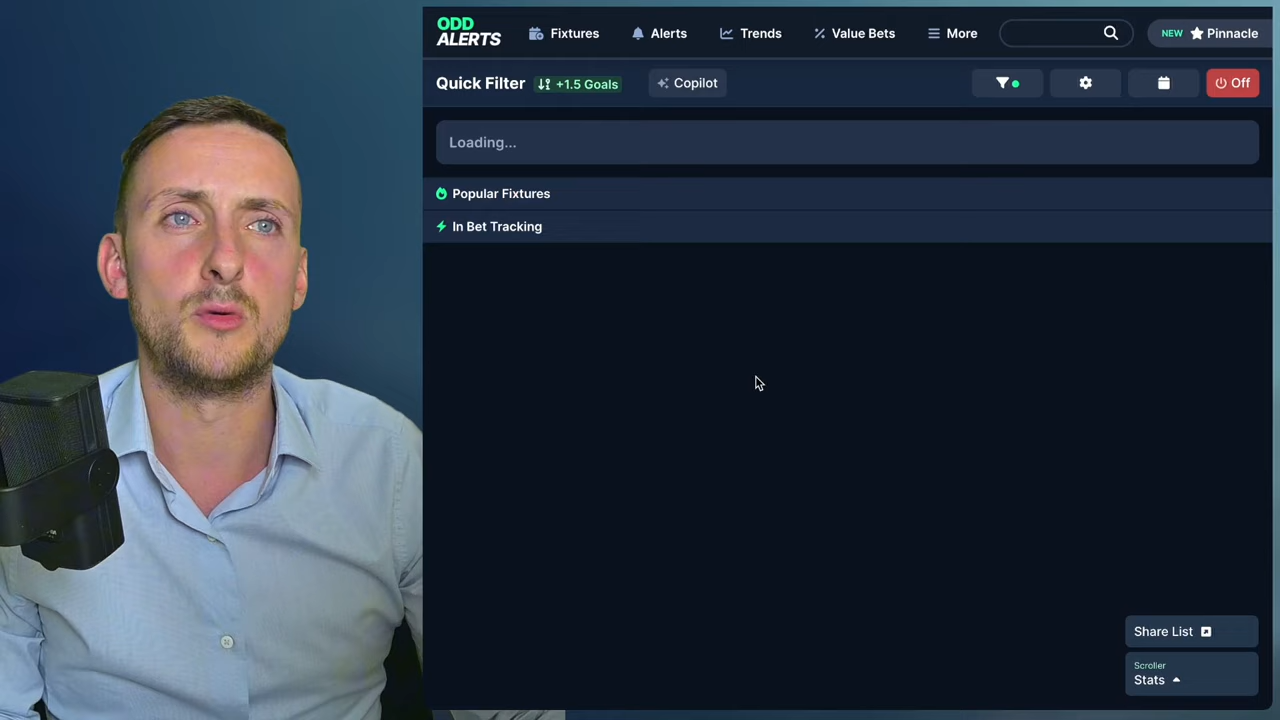 ODD
ALERTS
Fixtures
Alerts
Trends
Value Bets
More
NEW
Pinnacle
Quick Filter
+1.5 Goals
Copilot
Off
Loading...
Popular Fixtures
In Bet Tracking
Share List
Scroller
Stats